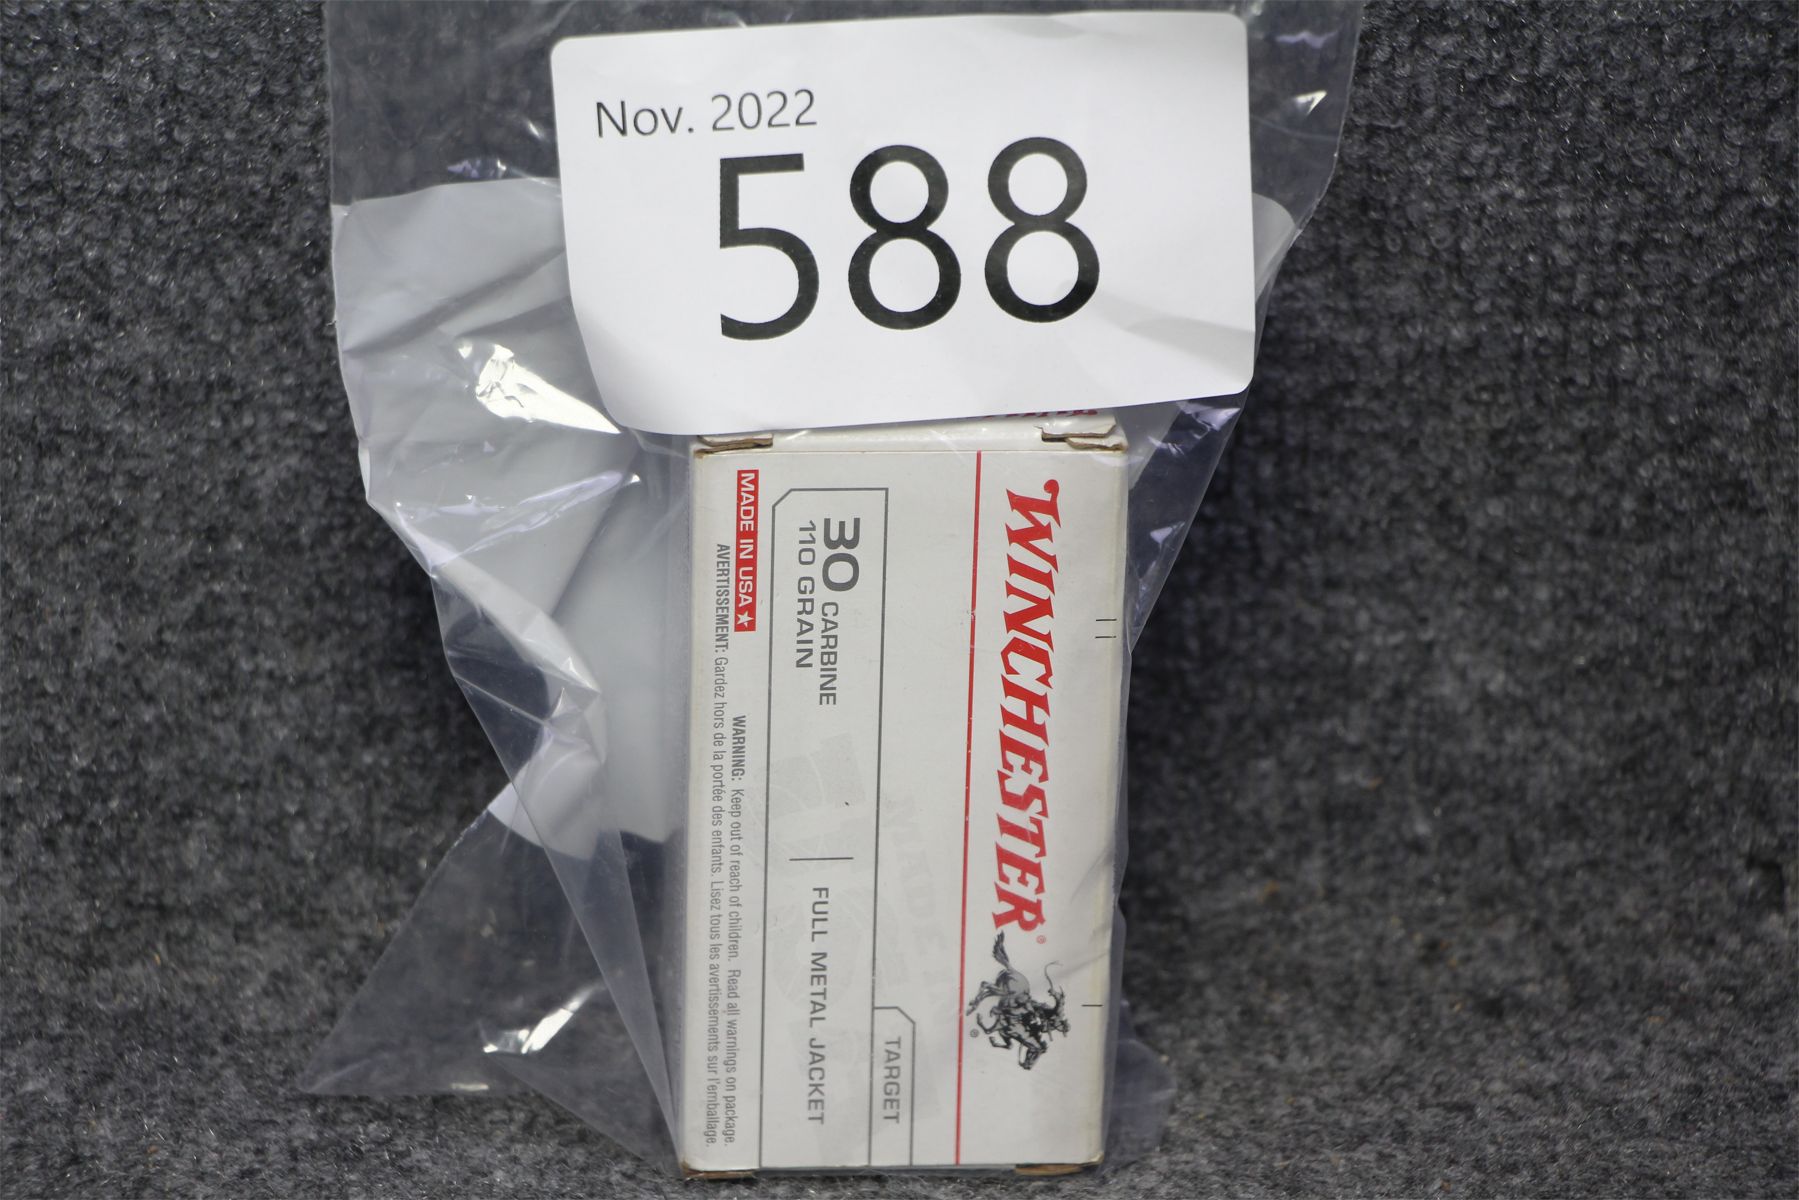 Nov. 2022
588
WINCHESTER®
®
TARGET
30 CARBINE
110 GRAIN
FULL METAL JACKET
MADE IN USA
WARNING: Keep out of reach of children. Read all warnings on package.
AVERTISSEMENT: Gardez hors de la portée des enfants. Lisez tous les avertissements sur l'emballage.